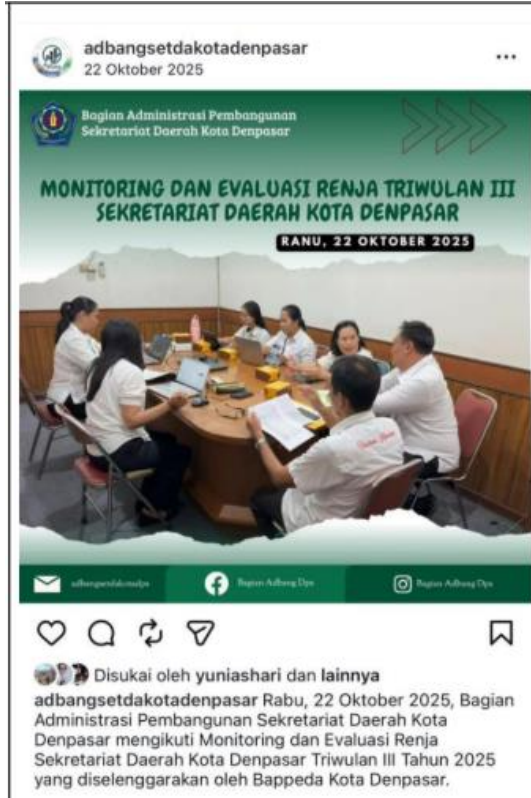 adbangsetdakotadenpasar
22 Oktober 2025
Bagian Administrasi Pembangunan
Sekretariat Daerah Kota Denpasar
MONITORING DAN EVALUASI RENJA TRIWULAN III
SEKRETARIAT DAERAH KOTA DENPASAR
RANU, 22 OKTOBER 2025
adbangsetdakotadps
Bagian Adbang Dps
Bagian Adbang Dps
Disukai oleh yuniashari dan lainnya
adbangsetdakotadenpasar Rabu, 22 Oktober 2025, Bagian
Administrasi Pembangunan Sekretariat Daerah Kota
Denpasar mengikuti Monitoring dan Evaluasi Renja
Sekretariat Daerah Kota Denpasar Triwulan III Tahun 2025
yang diselenggarakan oleh Bappeda Kota Denpasar.